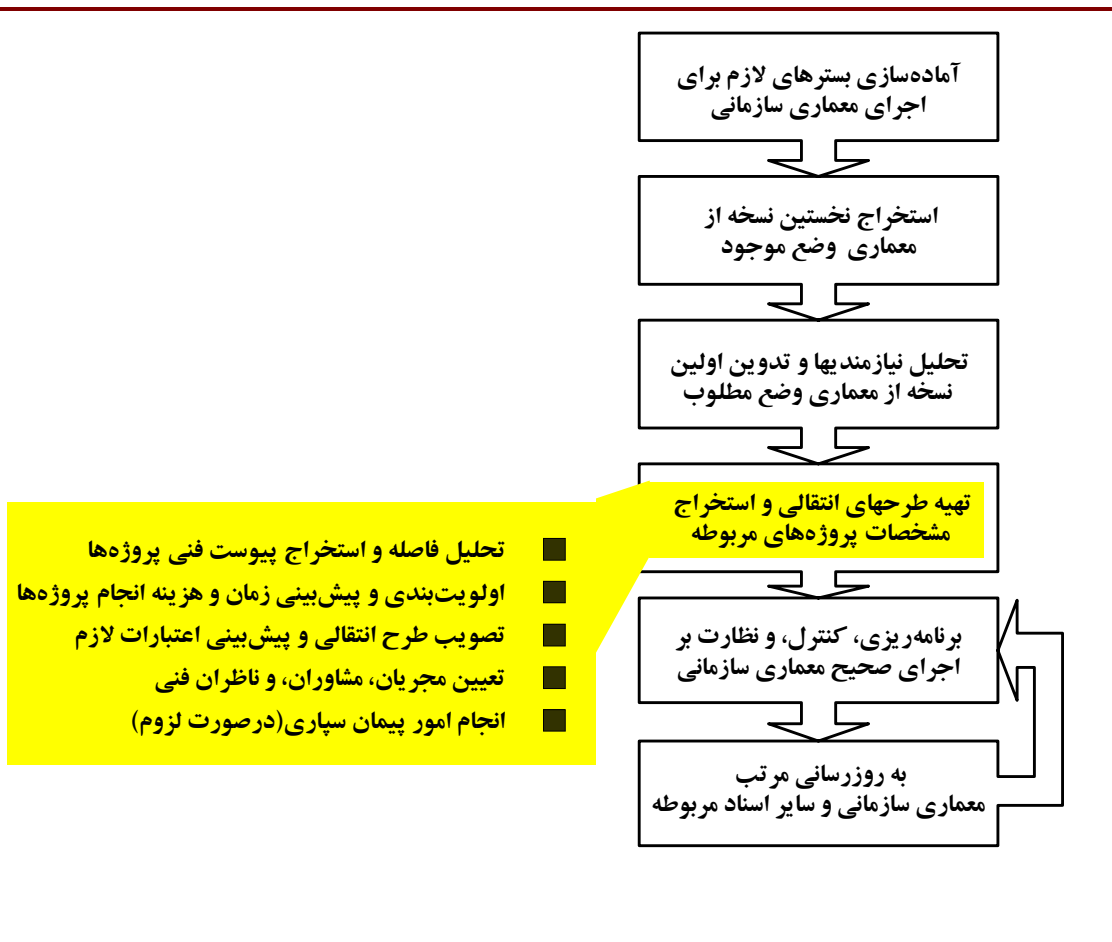 آماده‌سازی بسترهای لازم برای
اجرای معماری سازمانی
استخراج نخستین نسخه از
معماری وضع موجود
تحلیل نیازمندیها و تدوین اولین
نسخه از معماری وضع مطلوب
تهیه طرحهای انتقالی و استخراج
مشخصات پروژه‌های مربوطه
تحلیل فاصله و استخراج پیوست فنی پروژه‌ها
اولویت‌بندی و پیش‌بینی زمان و هزینه انجام پروژه‌ها
تصویب طرح انتقالی و پیش‌بینی اعتبارات لازم
تعیین مجریان، مشاوران، و ناظران فنی
انجام امور پیمان سپاری(درصورت لزوم)
برنامه‌ریزی، کنترل، و نظارت بر
اجرای صحیح معماری سازمانی
به روزرسانی مرتب
معماری سازمانی و سایر اسناد مربوطه